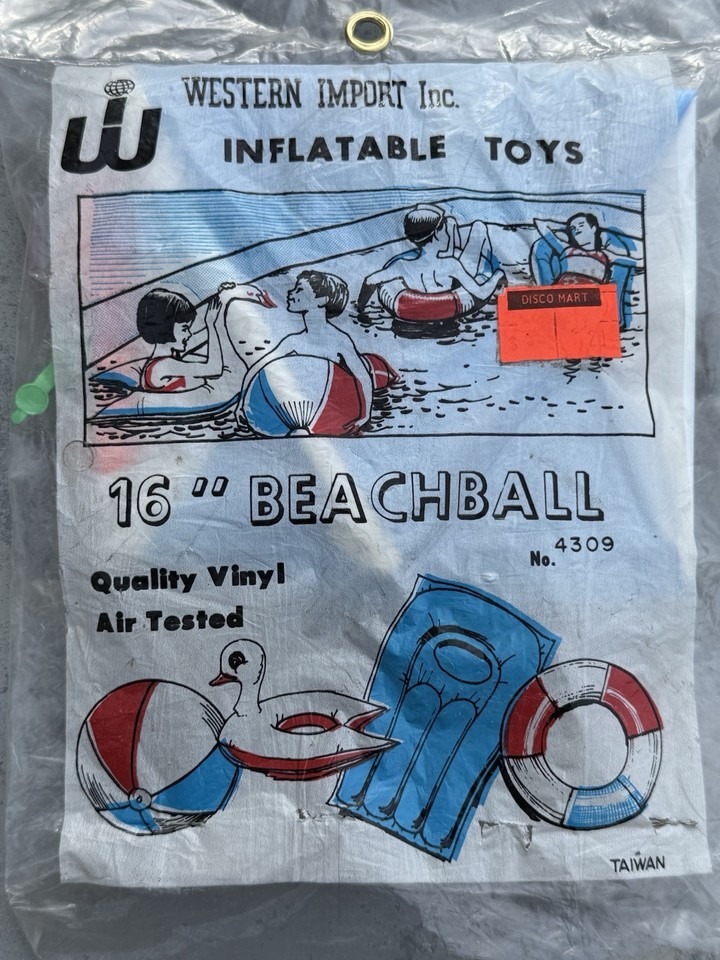 WESTERN IMPORT Inc.
INFLATABLE TOYS
DISCO MART
16" BEACHBALL
No. 4309
Quality Vinyl
Air Tested
TAIWAN